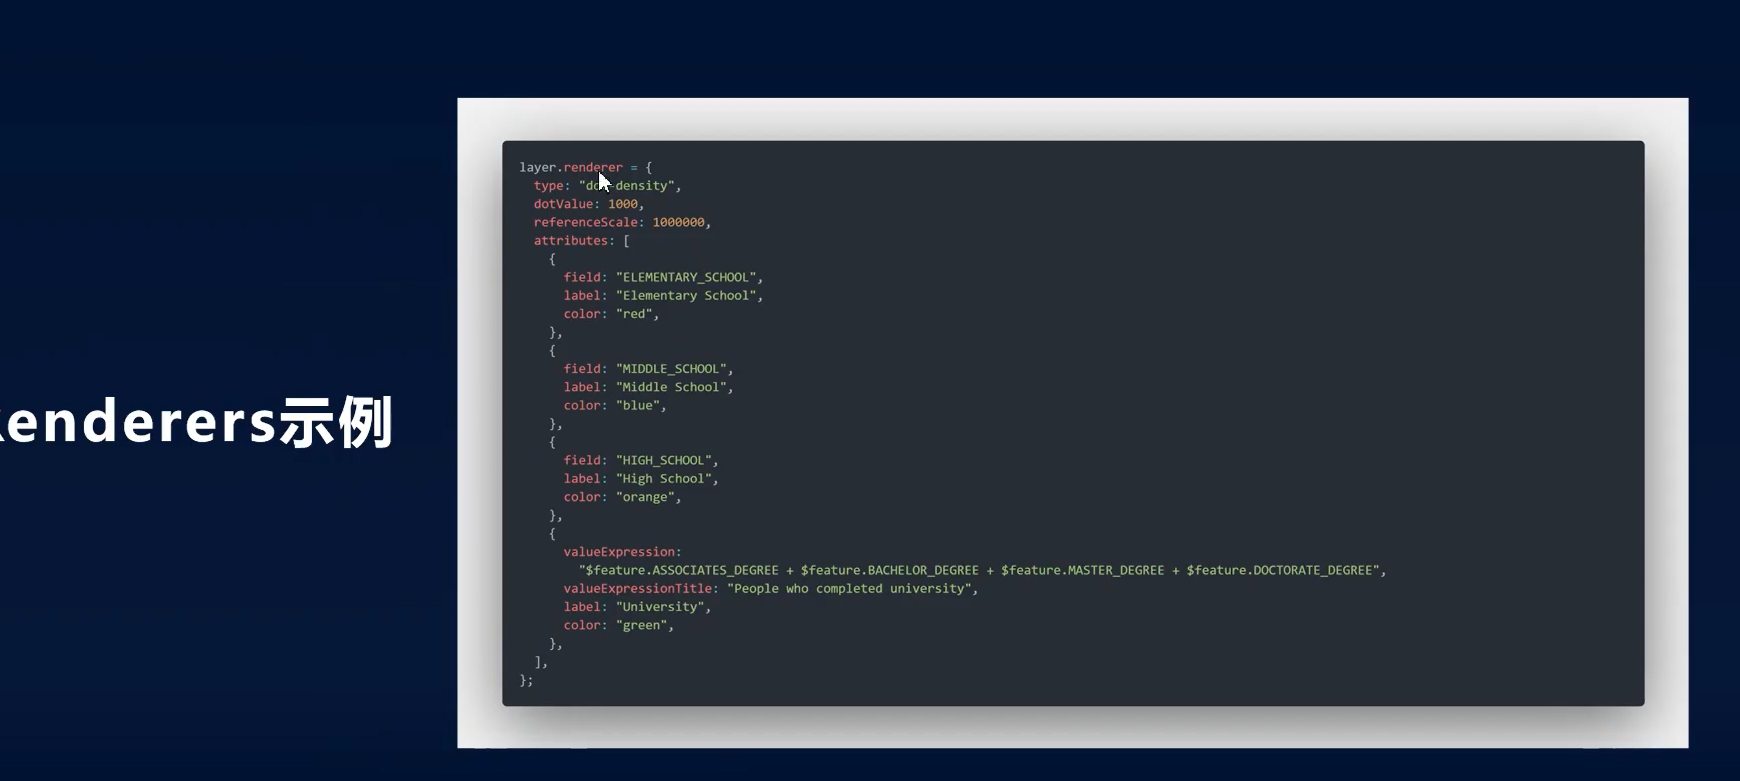 enderers示例
layer.renderer = {
type: "dot-density",
dotValue: 1000,
referenceScale: 1000000,
attributes: [
{
field: "ELEMENTARY_SCHOOL",
label: "Elementary School",
color: "red",
},
{
field: "MIDDLE_SCHOOL",
label: "Middle School",
color: "blue",
},
{
field: "HIGH_SCHOOL",
label: "High School",
color: "orange",
},
{
valueExpression:
"$feature.ASSOCIATES_DEGREE + $feature.BACHELOR_DEGREE + $feature.MASTER_DEGREE + $feature.DOCTORATE_DEGREE",
valueExpressionTitle: "People who completed university",
label: "University",
color: "green",
},
],
};